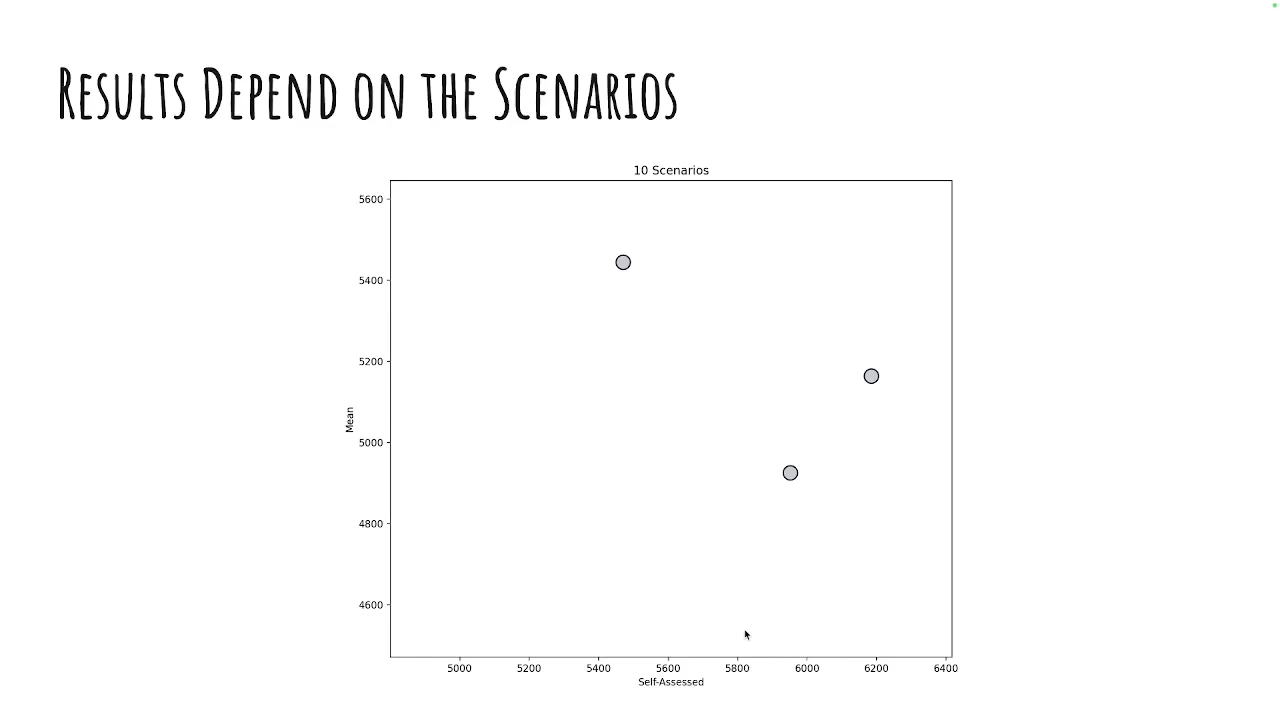 Results Depend on the Scenarios
10 Scenarios
5600
5400
5200
5000
4800
4600
Mean
5000 5200 5400 5600 5800 6000 6200 6400
Self-Assessed